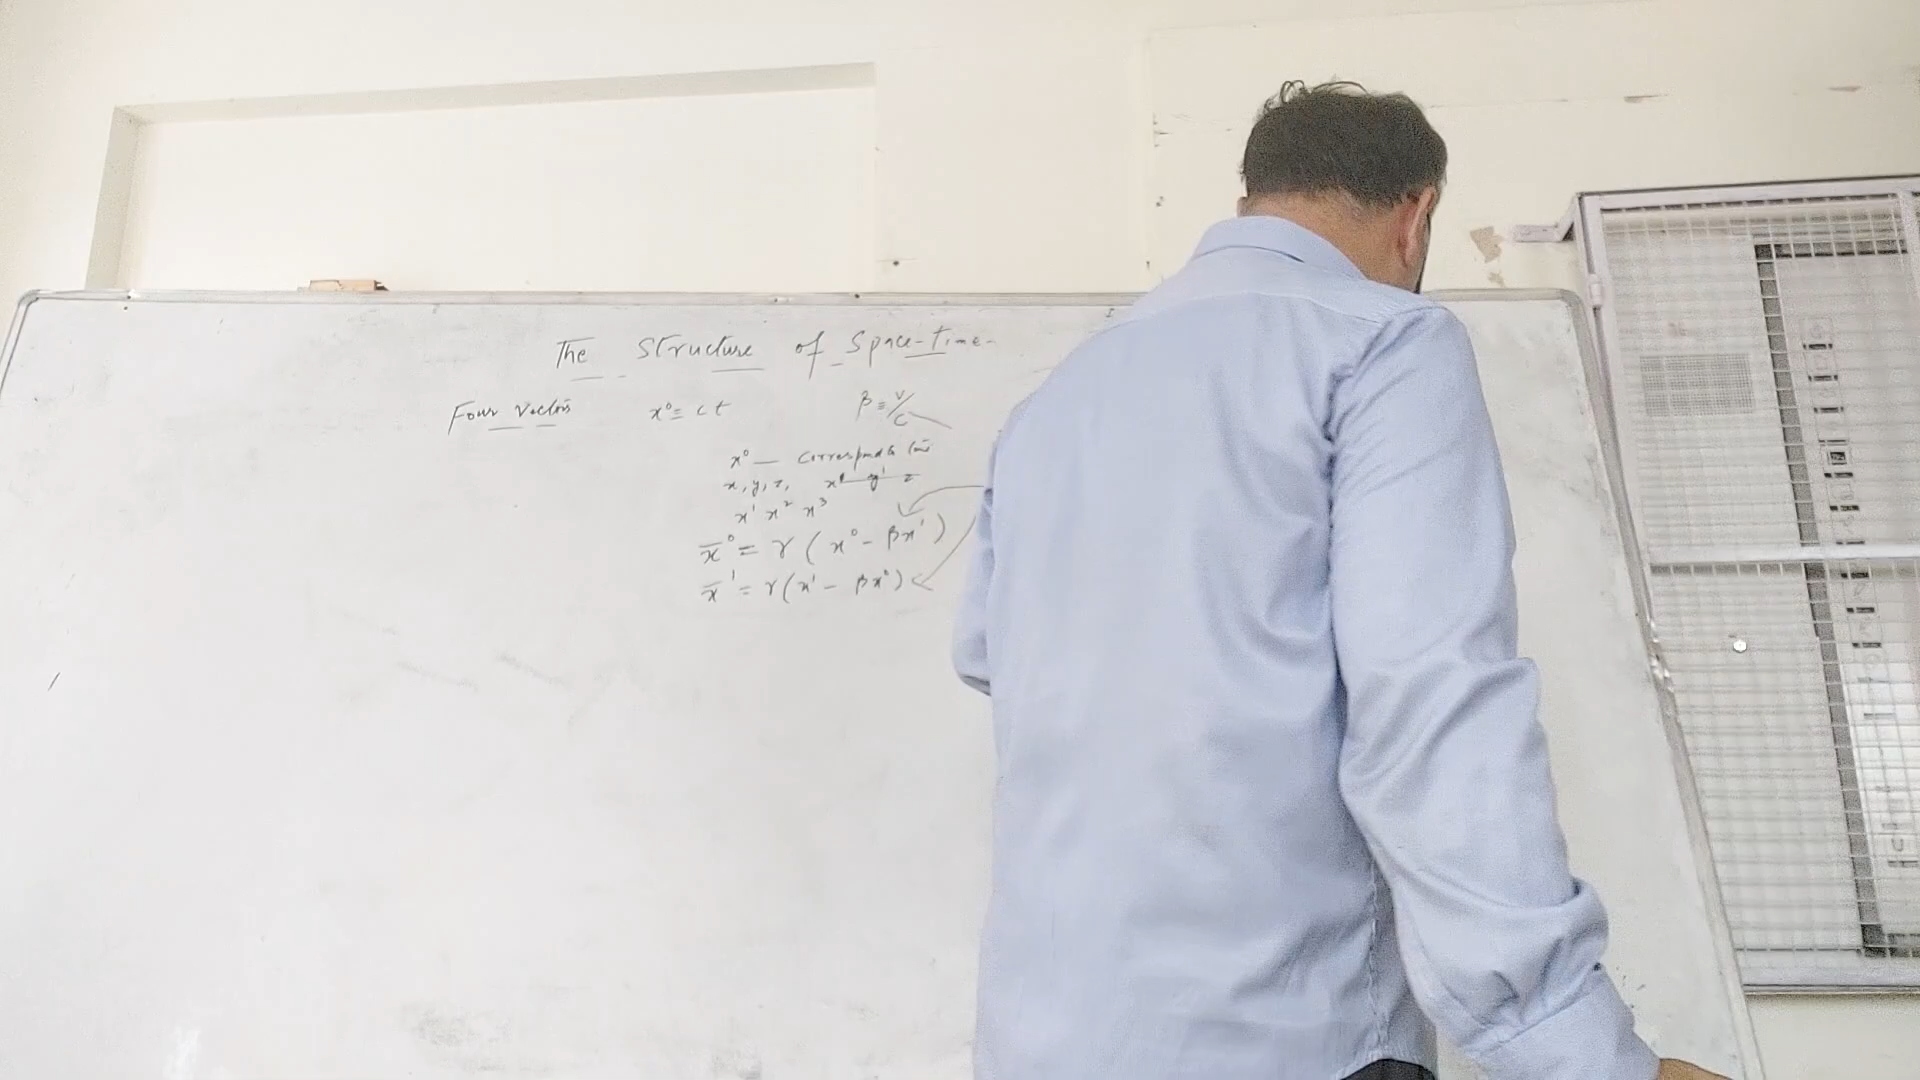 The Structure of Space-time
Four Vectors x⁰ = ct β ≡ v/c
x⁰ — corresponds to
x, y, z,
x¹ x² x³
x̄⁰ = γ ( x⁰ - βx¹ )
x̄¹ = γ(x¹ - βx⁰)